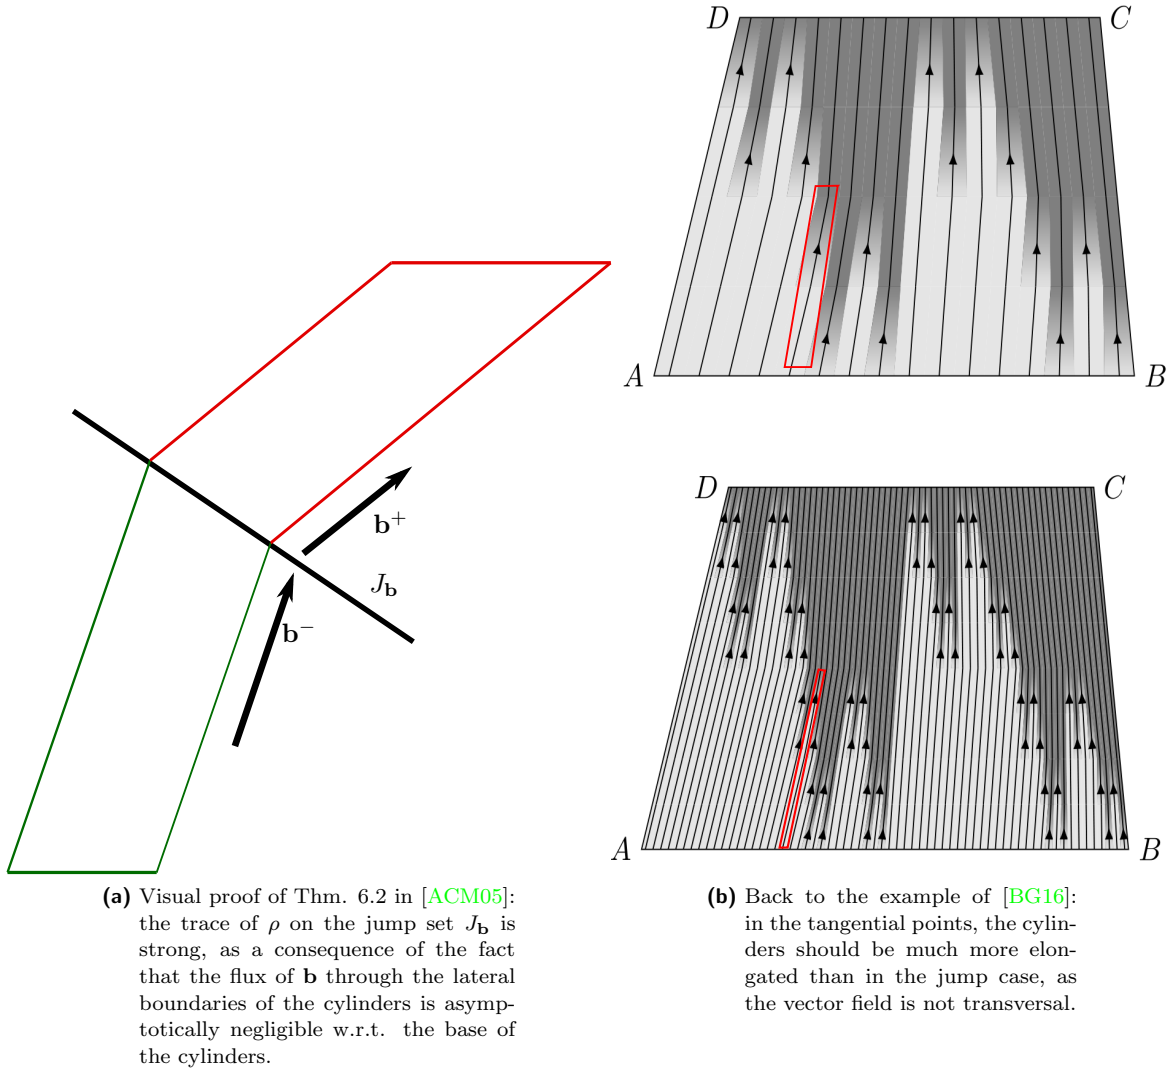 b⁺
J_b
b⁻
(a) Visual proof of Thm. 6.2 in [ACM05]:
the trace of ρ on the jump set J_b is
strong, as a consequence of the fact
that the flux of b through the lateral
boundaries of the cylinders is asymp-
totically negligible w.r.t. the base of
the cylinders.
D C
A B
D C
A B
(b) Back to the example of [BG16]:
in the tangential points, the cylin-
ders should be much more elon-
gated than in the jump case, as
the vector field is not transversal.